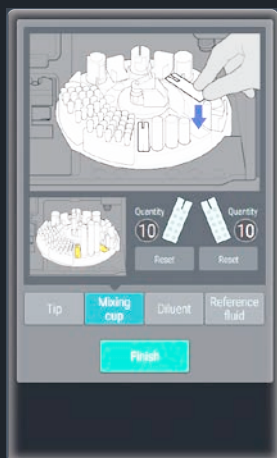 Quantity
10
Quantity
10
Reset
Reset
Tip
Mixing
cup
Diluent
Reference
fluid
Finish